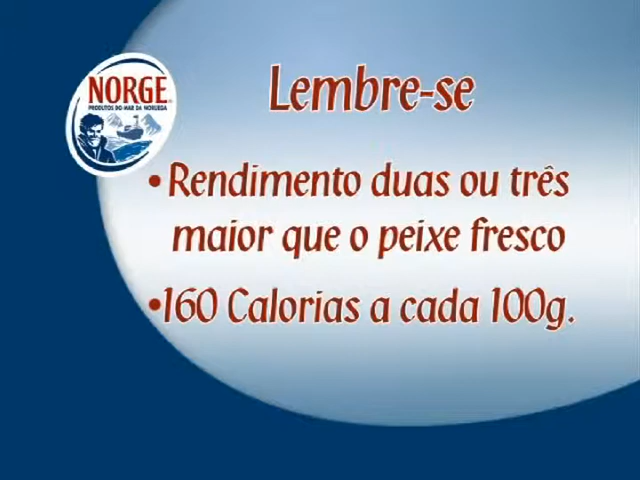 NORGE
PRODUTOS DO MAR DA NORUEGA
Lembre-se
•Rendimento duas ou três
maior que o peixe fresco
•160 Calorias a cada 100g.